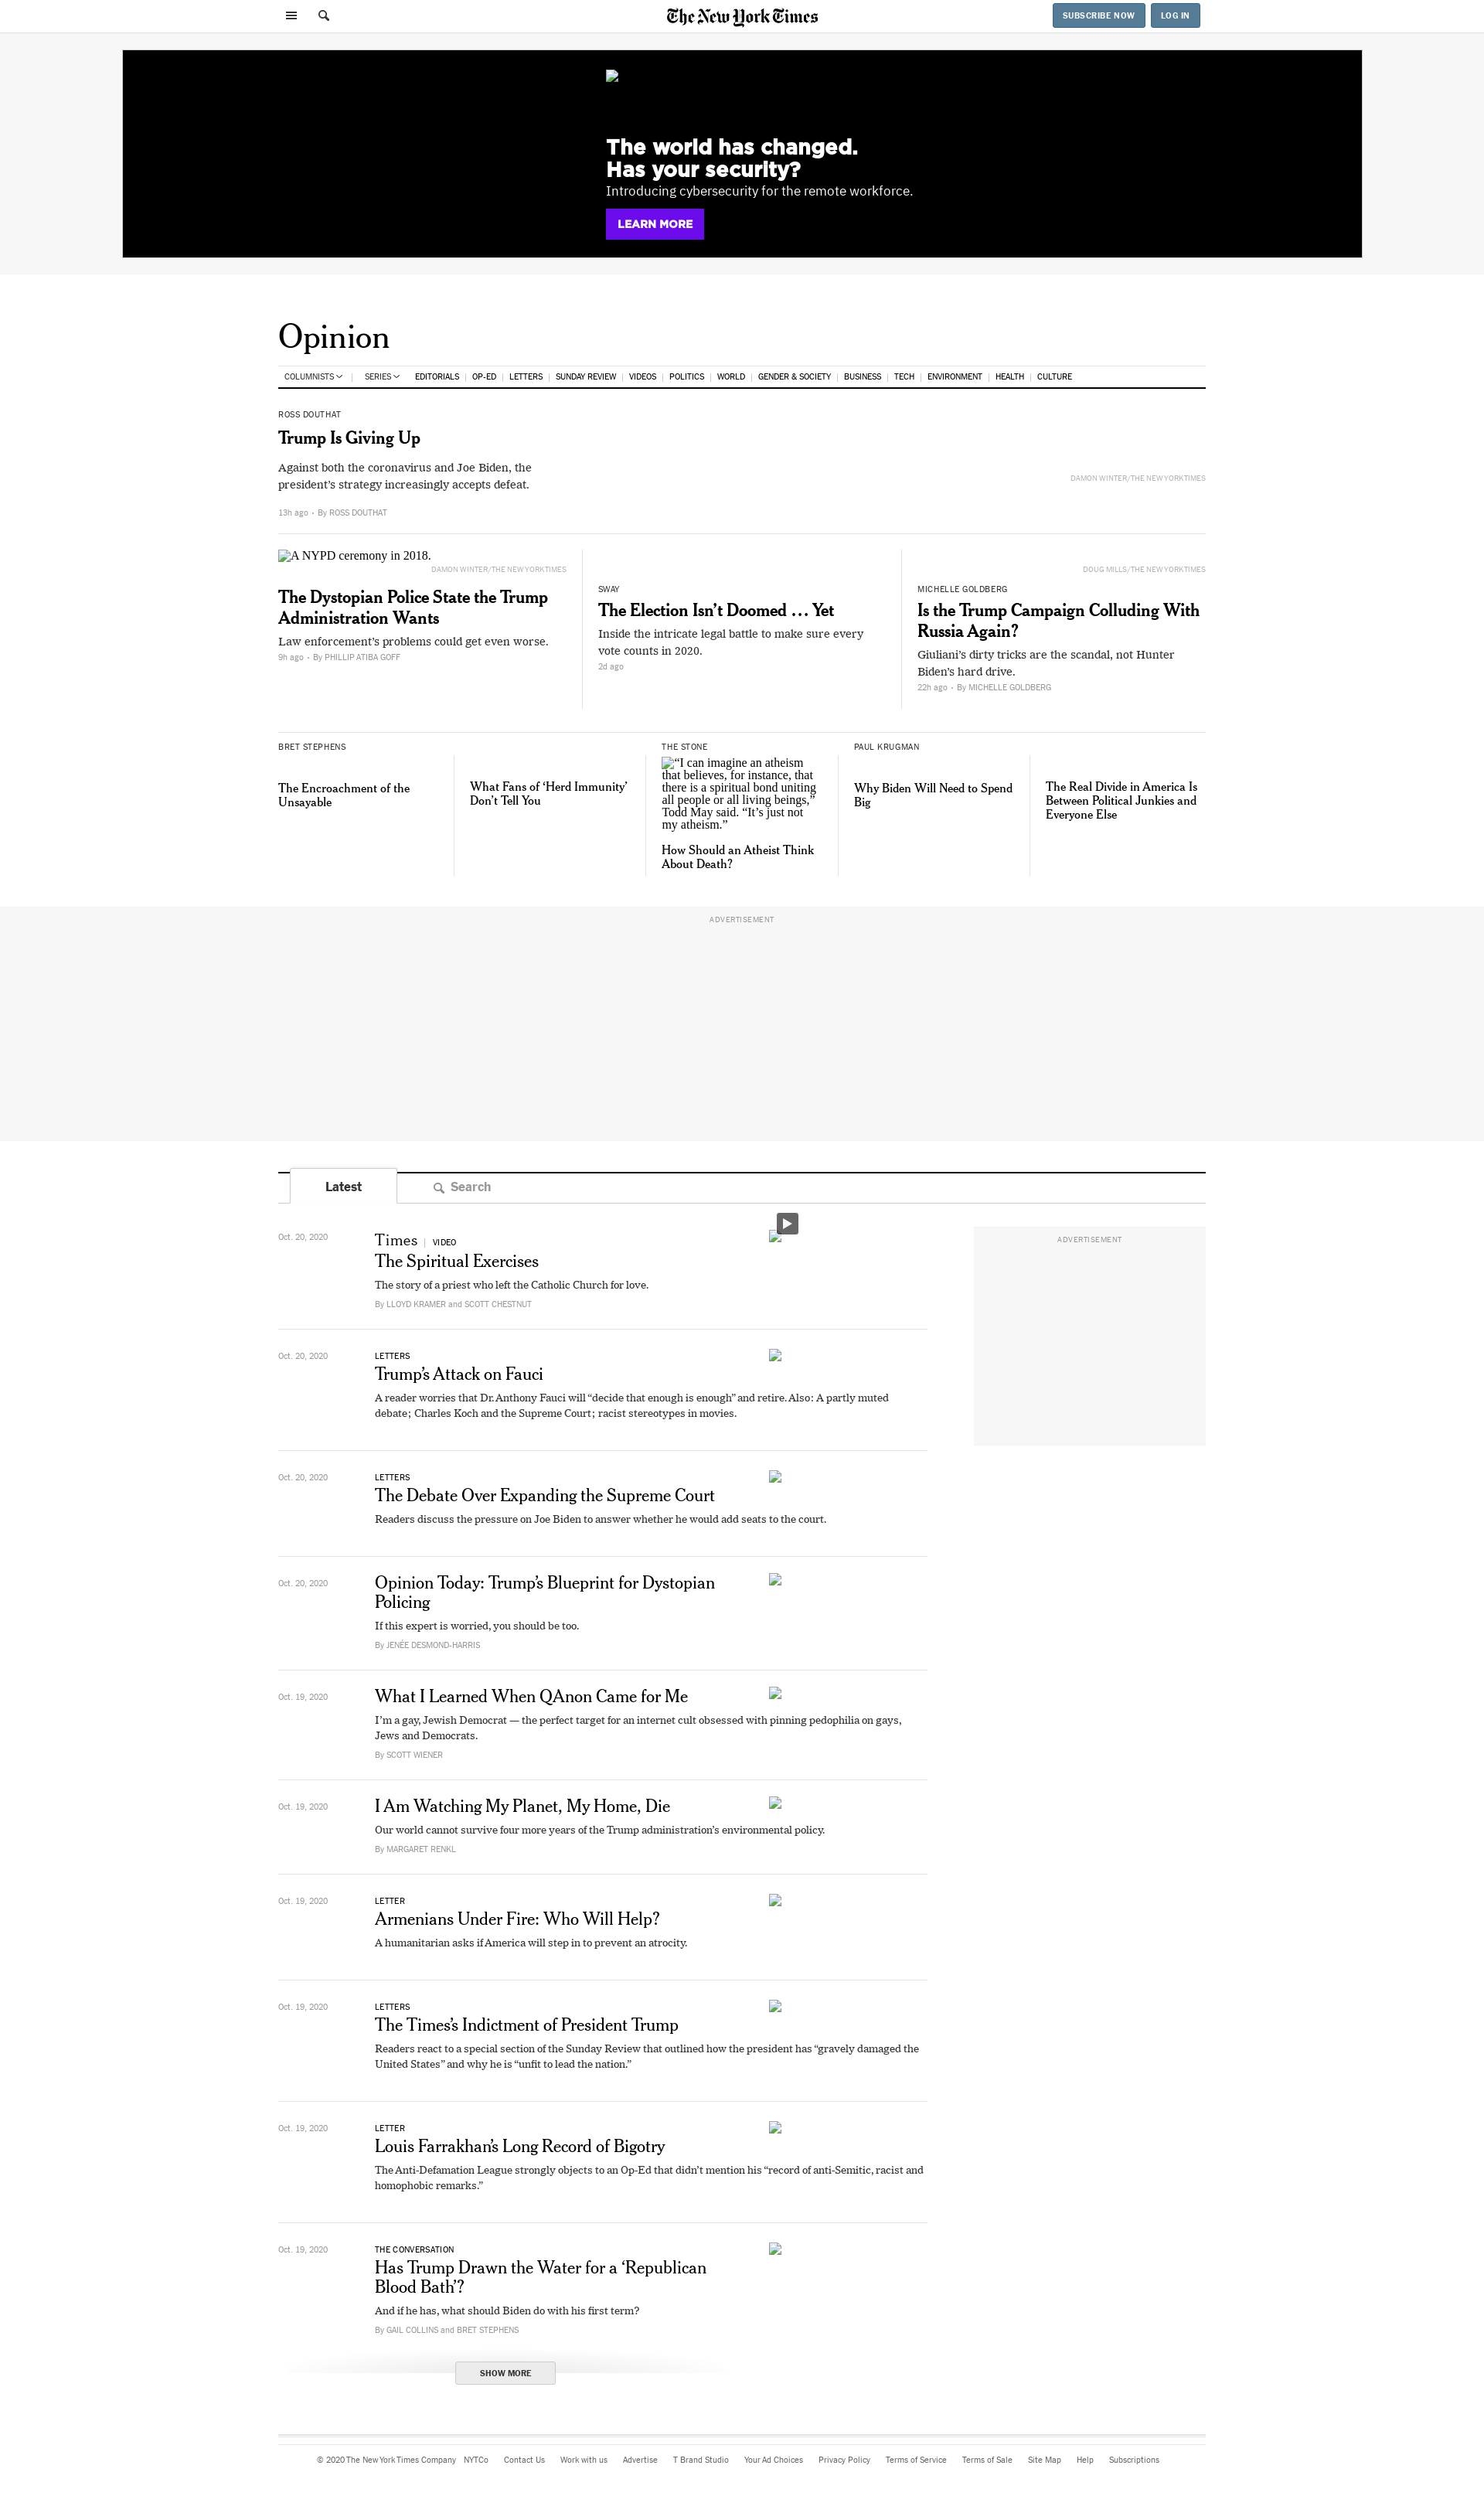 The New York Times
SUBSCRIBE NOW
LOG IN
The world has changed.
Has your security?
Introducing cybersecurity for the remote workforce.
LEARN MORE
Opinion
COLUMNISTS
SERIES
EDITORIALS
OP-ED
LETTERS
SUNDAY REVIEW
VIDEOS
POLITICS
WORLD
GENDER & SOCIETY
BUSINESS
TECH
ENVIRONMENT
HEALTH
CULTURE
ROSS DOUTHAT
Trump Is Giving Up
Against both the coronavirus and Joe Biden, the
president’s strategy increasingly accepts defeat.
13h ago • By ROSS DOUTHAT
DAMON WINTER/THE NEW YORK TIMES
A NYPD ceremony in 2018.
DAMON WINTER/THE NEW YORK TIMES
The Dystopian Police State the Trump
Administration Wants
Law enforcement’s problems could get even worse.
9h ago • By PHILLIP ATIBA GOFF
SWAY
The Election Isn’t Doomed … Yet
Inside the intricate legal battle to make sure every
vote counts in 2020.
2d ago
DOUG MILLS/THE NEW YORK TIMES
MICHELLE GOLDBERG
Is the Trump Campaign Colluding With
Russia Again?
Giuliani’s dirty tricks are the scandal, not Hunter
Biden’s hard drive.
22h ago • By MICHELLE GOLDBERG
BRET STEPHENS
The Encroachment of the
Unsayable
What Fans of ‘Herd Immunity’
Don’t Tell You
THE STONE
“I can imagine an atheism
that believes, for instance, that
there is a spiritual bond uniting
all people or all living beings,”
Todd May said. “It’s just not
my atheism.”
How Should an Atheist Think
About Death?
PAUL KRUGMAN
Why Biden Will Need to Spend
Big
The Real Divide in America Is
Between Political Junkies and
Everyone Else
ADVERTISEMENT
Latest
Search
Oct. 20, 2020
Times | VIDEO
The Spiritual Exercises
The story of a priest who left the Catholic Church for love.
By LLOYD KRAMER and SCOTT CHESTNUT
ADVERTISEMENT
Oct. 20, 2020
LETTERS
Trump’s Attack on Fauci
A reader worries that Dr. Anthony Fauci will “decide that enough is enough” and retire. Also: A partly muted
debate; Charles Koch and the Supreme Court; racist stereotypes in movies.
Oct. 20, 2020
LETTERS
The Debate Over Expanding the Supreme Court
Readers discuss the pressure on Joe Biden to answer whether he would add seats to the court.
Oct. 20, 2020
Opinion Today: Trump’s Blueprint for Dystopian
Policing
If this expert is worried, you should be too.
By JENÉE DESMOND-HARRIS
Oct. 19, 2020
What I Learned When QAnon Came for Me
I’m a gay, Jewish Democrat — the perfect target for an internet cult obsessed with pinning pedophilia on gays,
Jews and Democrats.
By SCOTT WIENER
Oct. 19, 2020
I Am Watching My Planet, My Home, Die
Our world cannot survive four more years of the Trump administration’s environmental policy.
By MARGARET RENKL
Oct. 19, 2020
LETTER
Armenians Under Fire: Who Will Help?
A humanitarian asks if America will step in to prevent an atrocity.
Oct. 19, 2020
LETTERS
The Times’s Indictment of President Trump
Readers react to a special section of the Sunday Review that outlined how the president has “gravely damaged the
United States” and why he is “unfit to lead the nation.”
Oct. 19, 2020
LETTER
Louis Farrakhan’s Long Record of Bigotry
The Anti-Defamation League strongly objects to an Op-Ed that didn’t mention his “record of anti-Semitic, racist and
homophobic remarks.”
Oct. 19, 2020
THE CONVERSATION
Has Trump Drawn the Water for a ‘Republican
Blood Bath’?
And if he has, what should Biden do with his first term?
By GAIL COLLINS and BRET STEPHENS
SHOW MORE
© 2020 The New York Times Company
NYTCo
Contact Us
Work with us
Advertise
T Brand Studio
Your Ad Choices
Privacy Policy
Terms of Service
Terms of Sale
Site Map
Help
Subscriptions